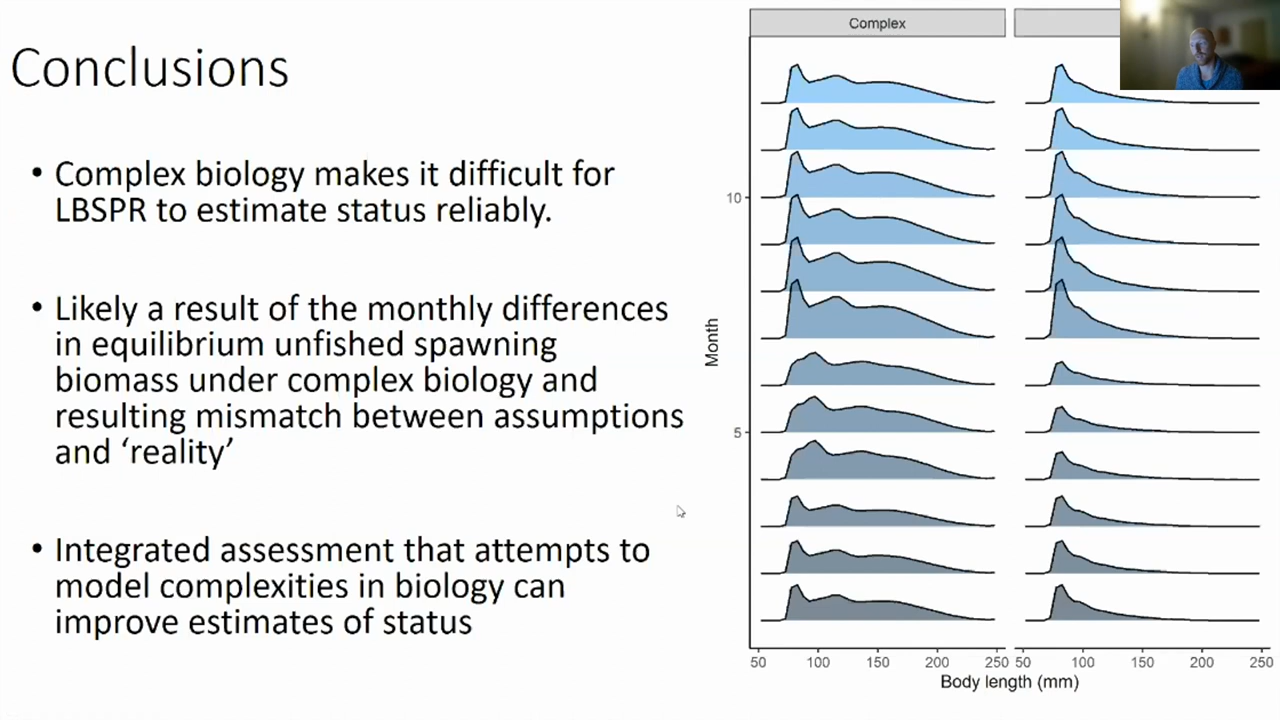 Conclusions
• Complex biology makes it difficult for
LBSPR to estimate status reliably.
• Likely a result of the monthly differences
in equilibrium unfished spawning
biomass under complex biology and
resulting mismatch between assumptions
and ‘reality’
• Integrated assessment that attempts to
model complexities in biology can
improve estimates of status
Complex
Month
10
5
50 100 150 200 250 50 100 150 200 250
Body length (mm)